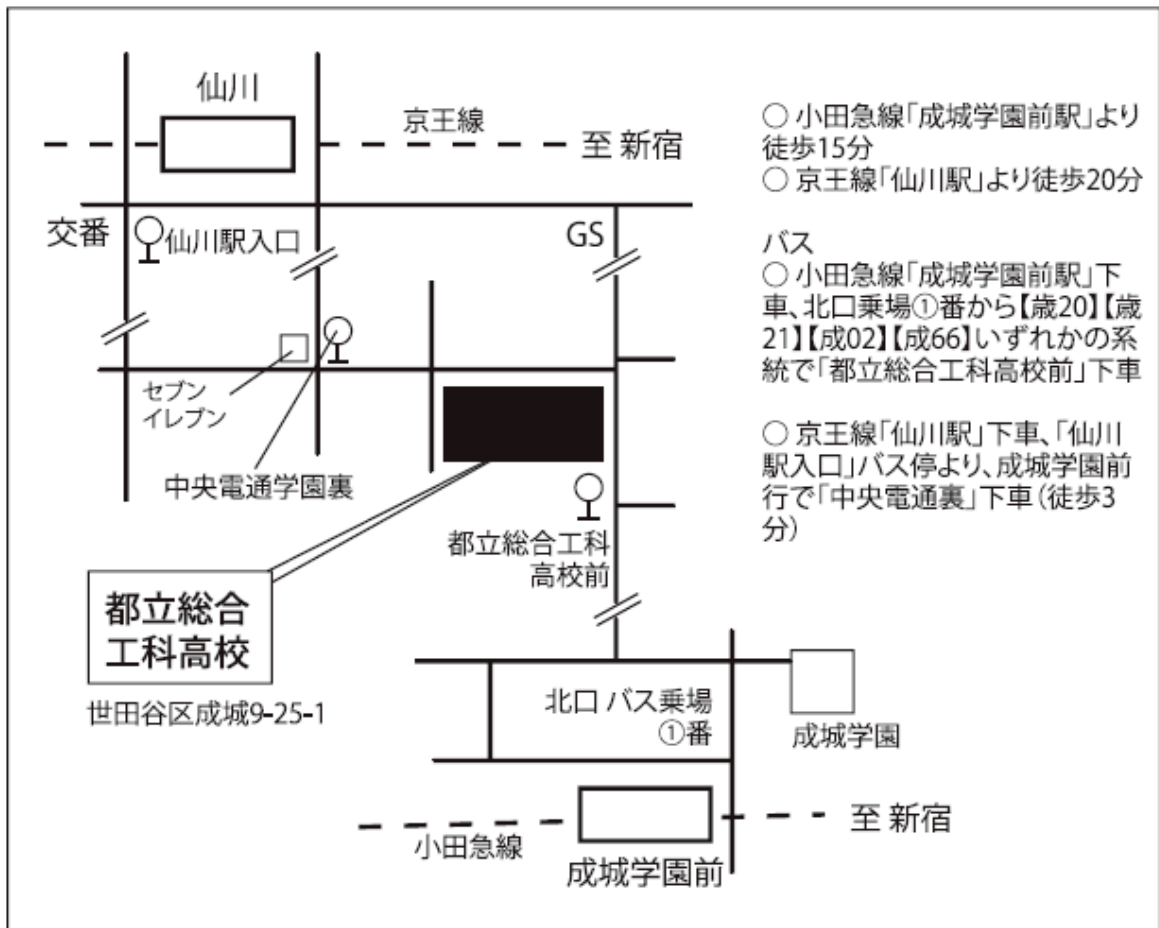 仙川
京王線
至 新宿
交番
仙川駅入口
GS
セブン
イレブン
中央電通学園裏
都立総合工科
高校前
都立総合
工科高校
世田谷区成城9-25-1
北口 バス乗場
①番
成城学園
小田急線
至 新宿
成城学園前
○ 小田急線「成城学園前駅」より
徒歩15分
○ 京王線「仙川駅」より徒歩20分
バス
○ 小田急線「成城学園前駅」下
車、北口乗場①番から【歳20】【歳
21】【成02】【成66】いずれかの系
統で「都立総合工科高校前」下車
○ 京王線「仙川駅」下車、「仙川
駅入口」バス停より、成城学園前
行で「中央電通裏」下車（徒歩3
分）